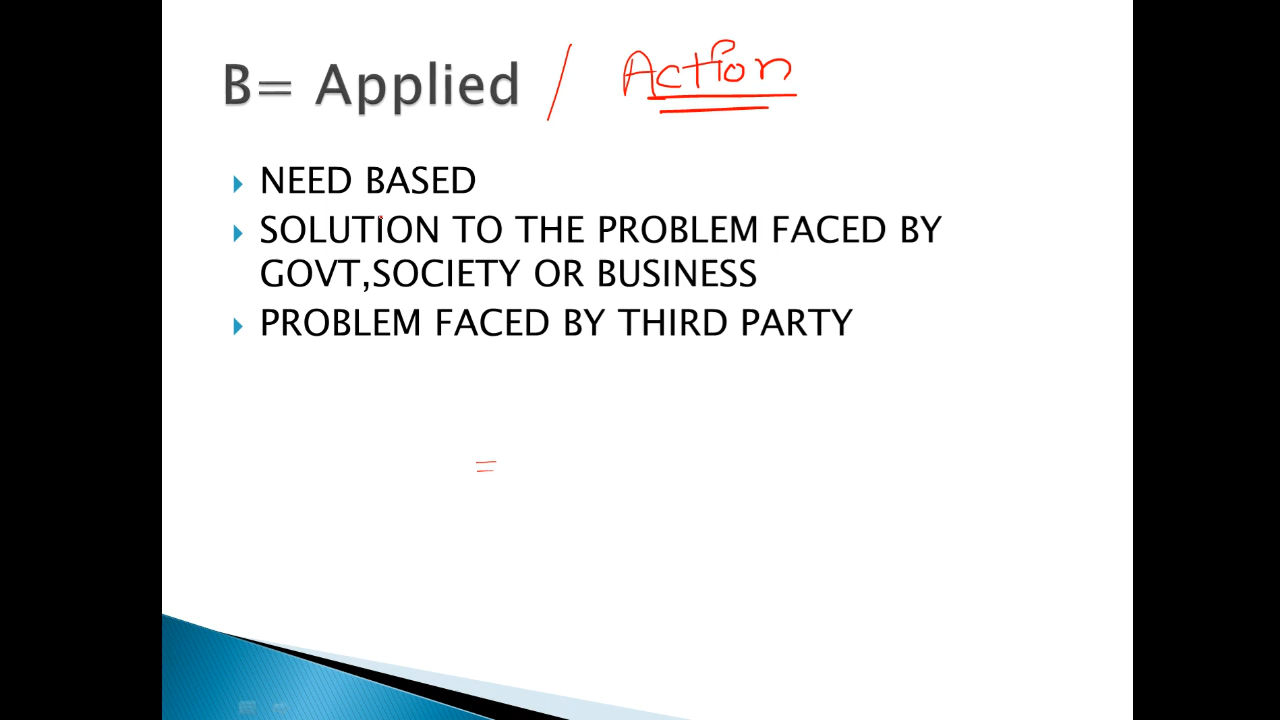 B= Applied / Action
NEED BASED
SOLUTION TO THE PROBLEM FACED BY
GOVT,SOCIETY OR BUSINESS
PROBLEM FACED BY THIRD PARTY
=